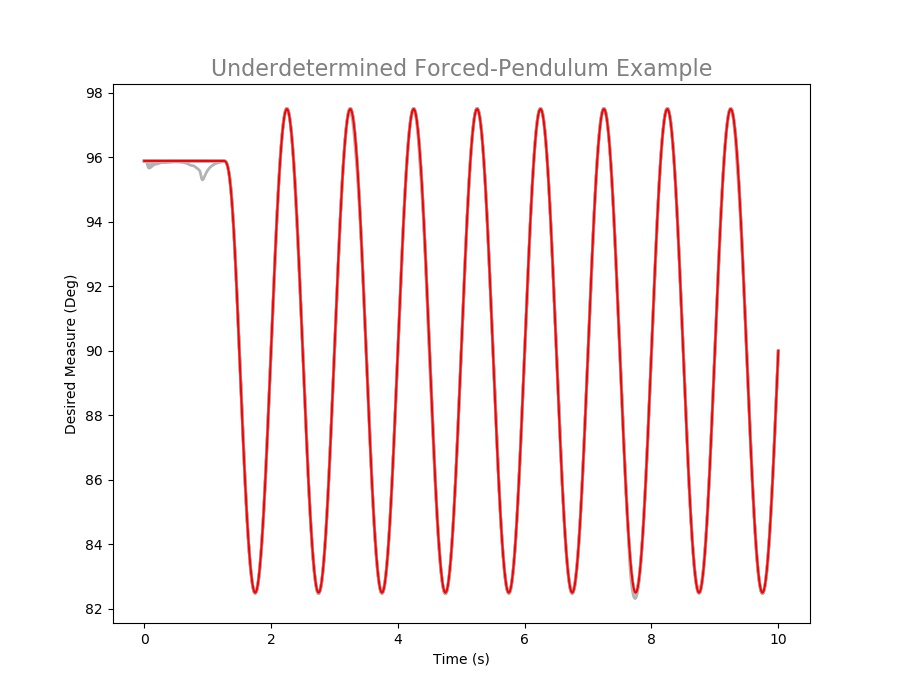 Underdetermined Forced-Pendulum Example
98
96
94
92
90
88
86
84
82
Desired Measure (Deg)
0 2 4 6 8 10
Time (s)